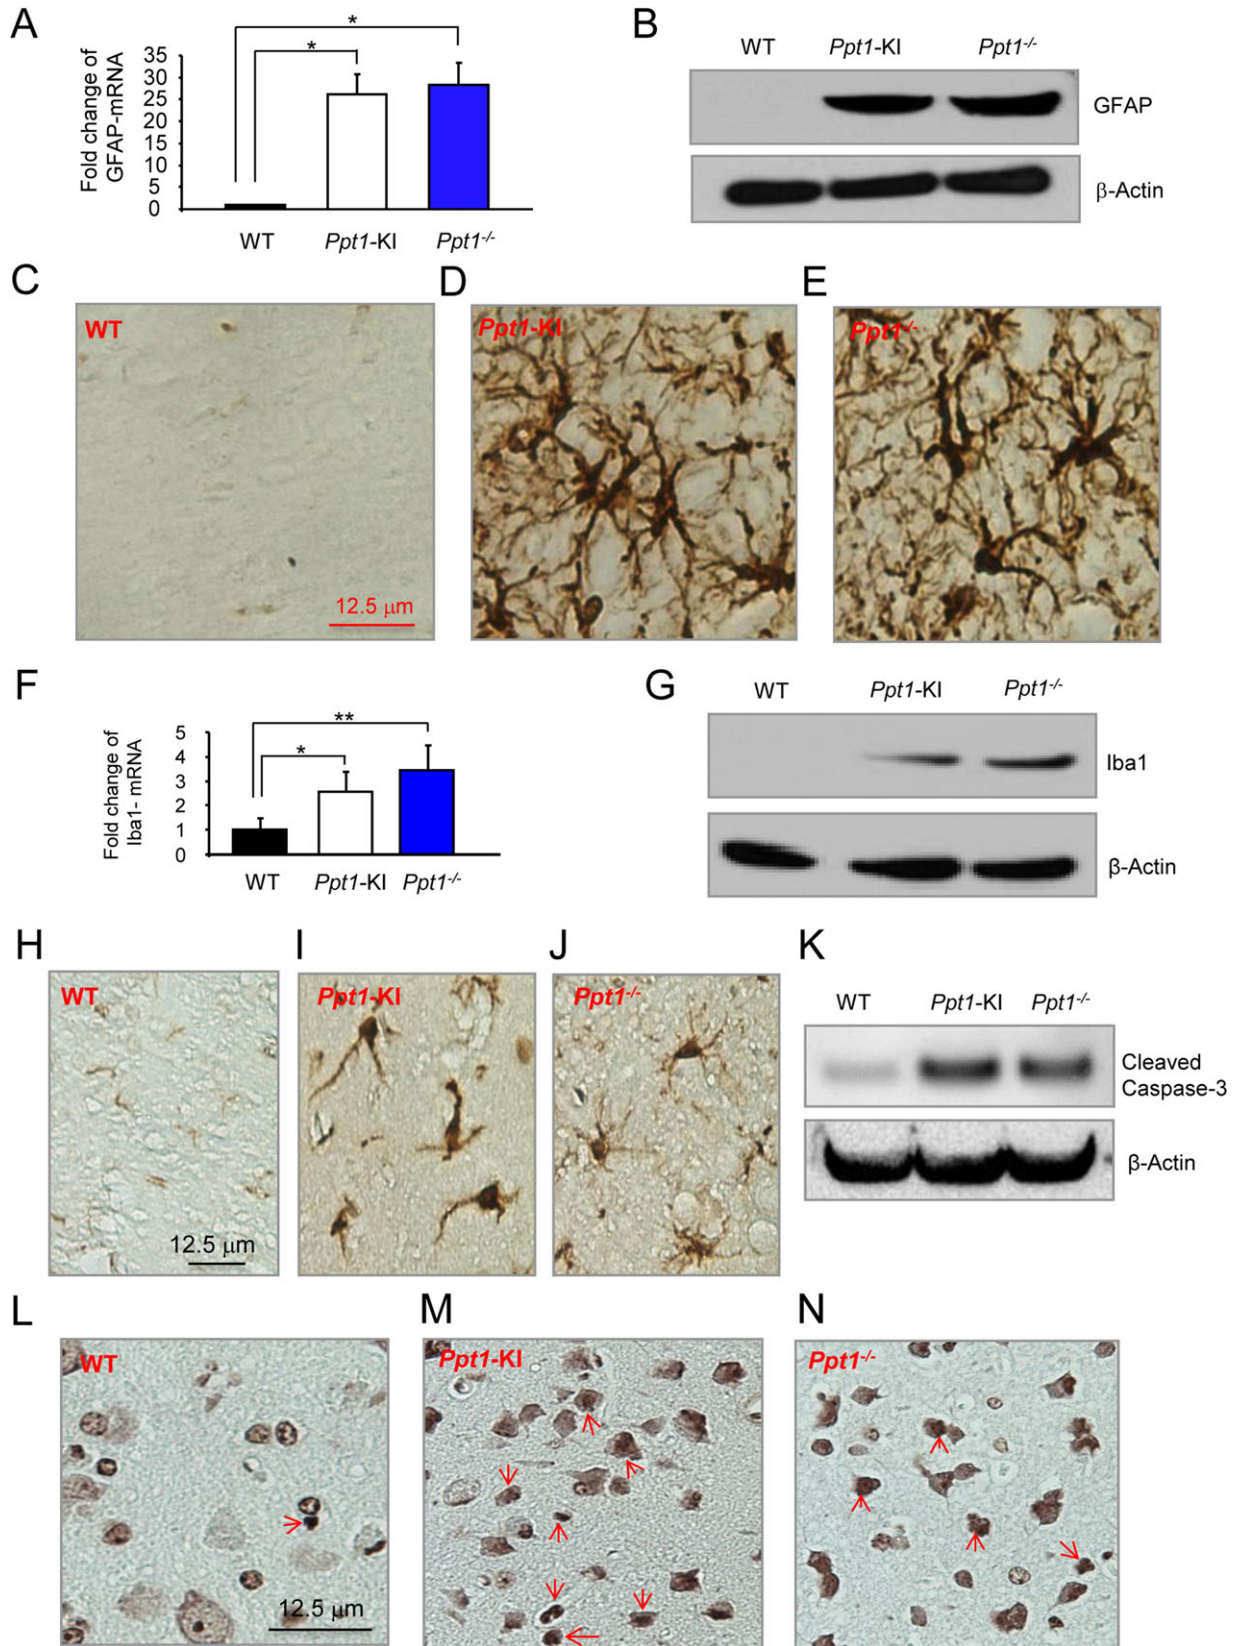 A
Fold change of
GFAP-mRNA
35
30
25
20
15
10
5
0
*
*
WT Ppt1-KI Ppt1-/-
B
WT Ppt1-KI Ppt1-/-
GFAP
β-Actin
C
WT
12.5 μm
D
Ppt1-KI
E
Ppt1-/-
F
Fold change of
Iba1- mRNA
5
4
3
2
1
0
**
*
WT Ppt1-KI Ppt1-/-
G
WT Ppt1-KI Ppt1-/-
Iba1
β-Actin
H
WT
12.5 μm
I
Ppt1-KI
J
Ppt1-/-
K
WT Ppt1-KI Ppt1-/-
Cleaved
Caspase-3
β-Actin
L
WT
12.5 μm
M
Ppt1-KI
N
Ppt1-/-